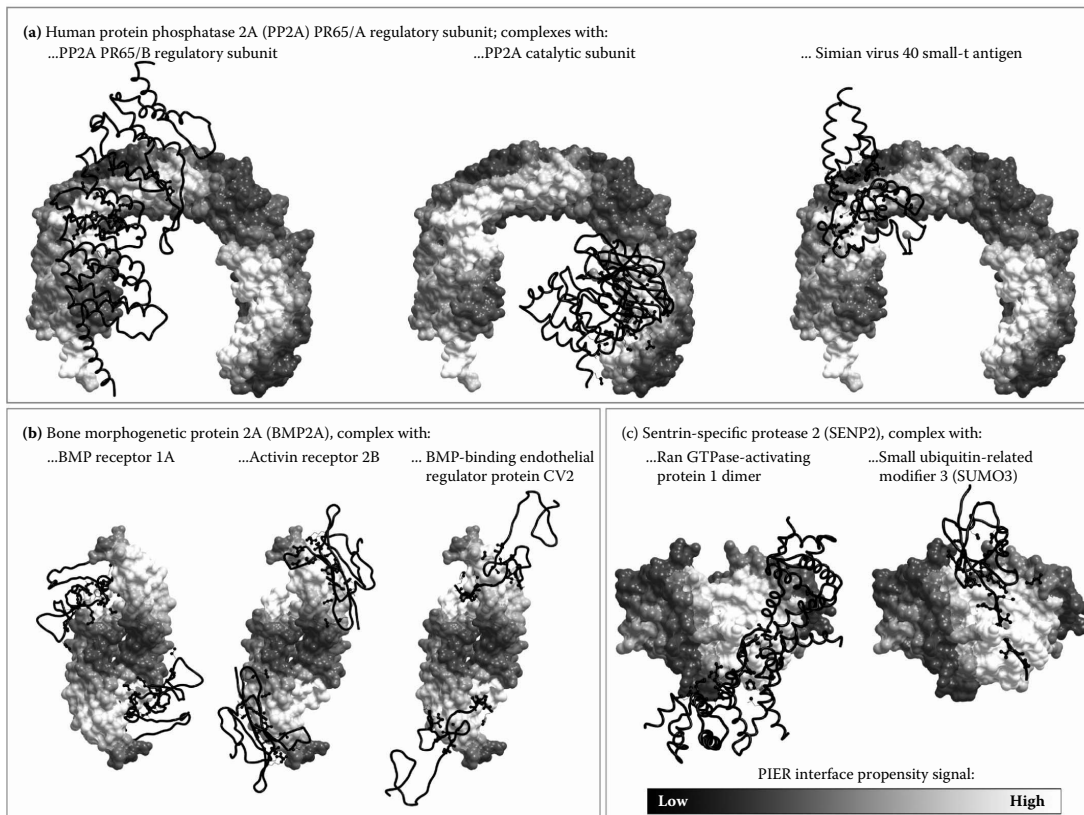 (a) Human protein phosphatase 2A (PP2A) PR65/A regulatory subunit; complexes with:
...PP2A PR65/B regulatory subunit
...PP2A catalytic subunit
... Simian virus 40 small-t antigen
(b) Bone morphogenetic protein 2A (BMP2A), complex with:
...BMP receptor 1A
...Activin receptor 2B
... BMP-binding endothelial
regulator protein CV2
(c) Sentrin-specific protease 2 (SENP2), complex with:
...Ran GTPase-activating
protein 1 dimer
...Small ubiquitin-related
modifier 3 (SUMO3)
PIER interface propensity signal:
Low
High